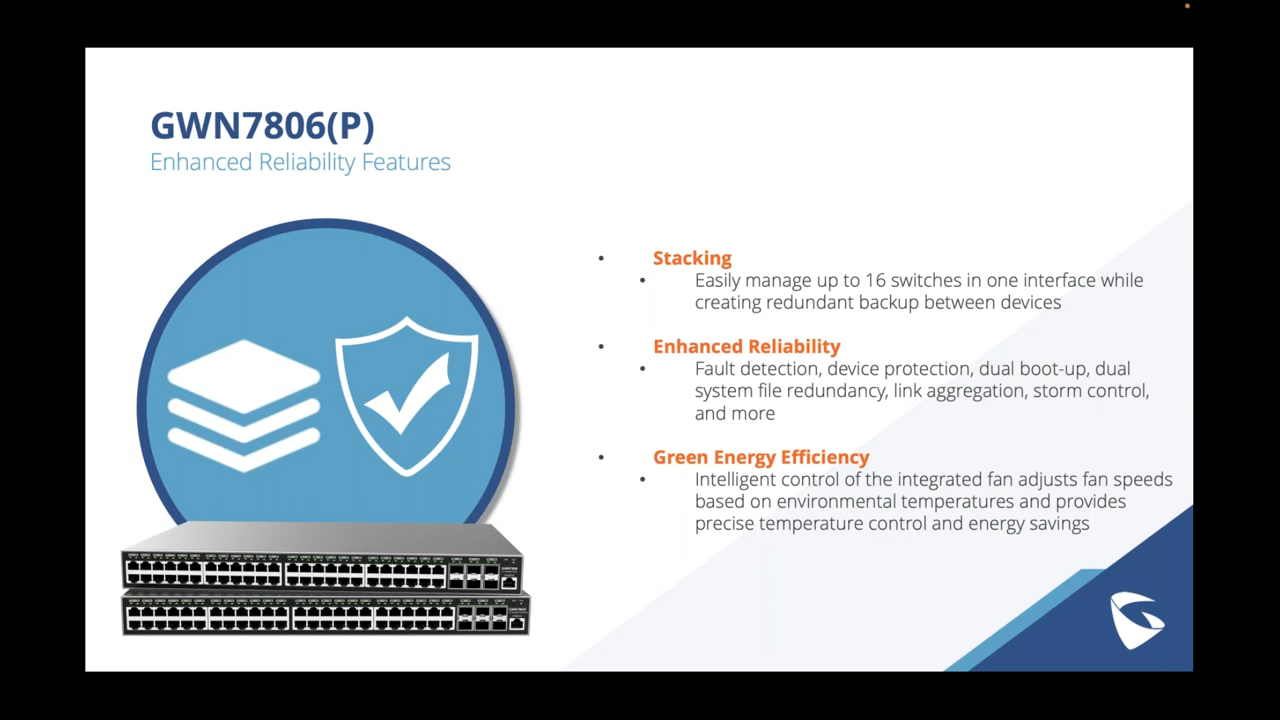 GWN7806(P)
Enhanced Reliability Features
• Stacking
• Easily manage up to 16 switches in one interface while
creating redundant backup between devices
• Enhanced Reliability
• Fault detection, device protection, dual boot-up, dual
system file redundancy, link aggregation, storm control,
and more
• Green Energy Efficiency
• Intelligent control of the integrated fan adjusts fan speeds
based on environmental temperatures and provides
precise temperature control and energy savings